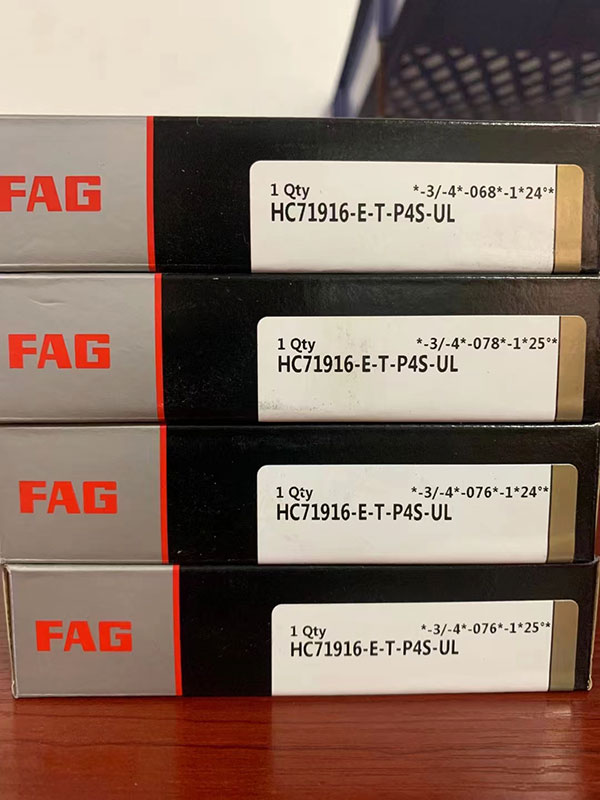 FAG
1 Qty *-3/-4*-068*-1*24°*
HC71916-E-T-P4S-UL
FAG
1 Qty *-3/-4*-078*-1*25°*
HC71916-E-T-P4S-UL
FAG
1 Qty *-3/-4*-076*-1*24°*
HC71916-E-T-P4S-UL
FAG
1 Qty *-3/-4*-076*-1*25°*
HC71916-E-T-P4S-UL